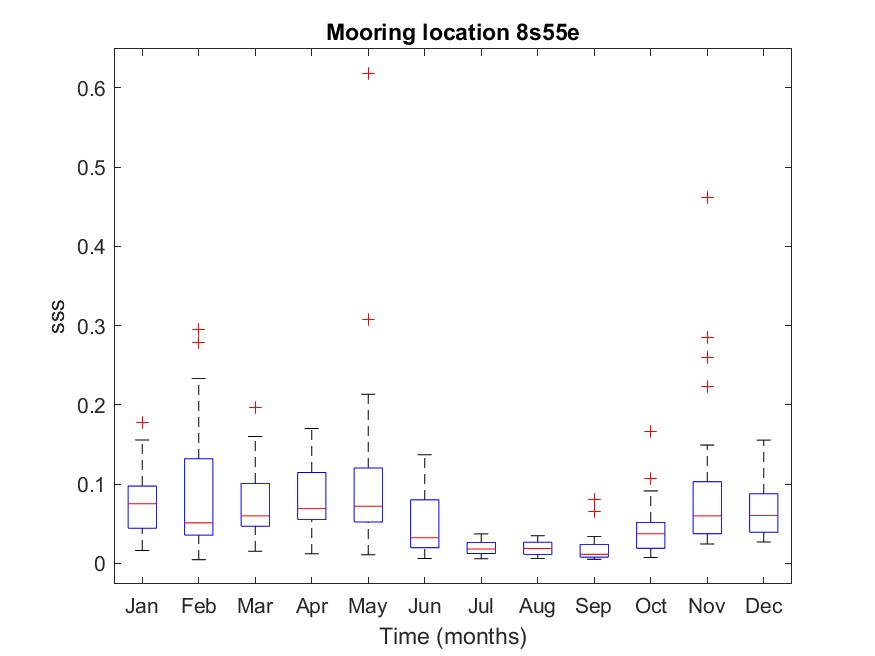 Mooring location 8s55e
sss
0.6
0.5
0.4
0.3
0.2
0.1
0
Jan Feb Mar Apr May Jun Jul Aug Sep Oct Nov Dec
Time (months)